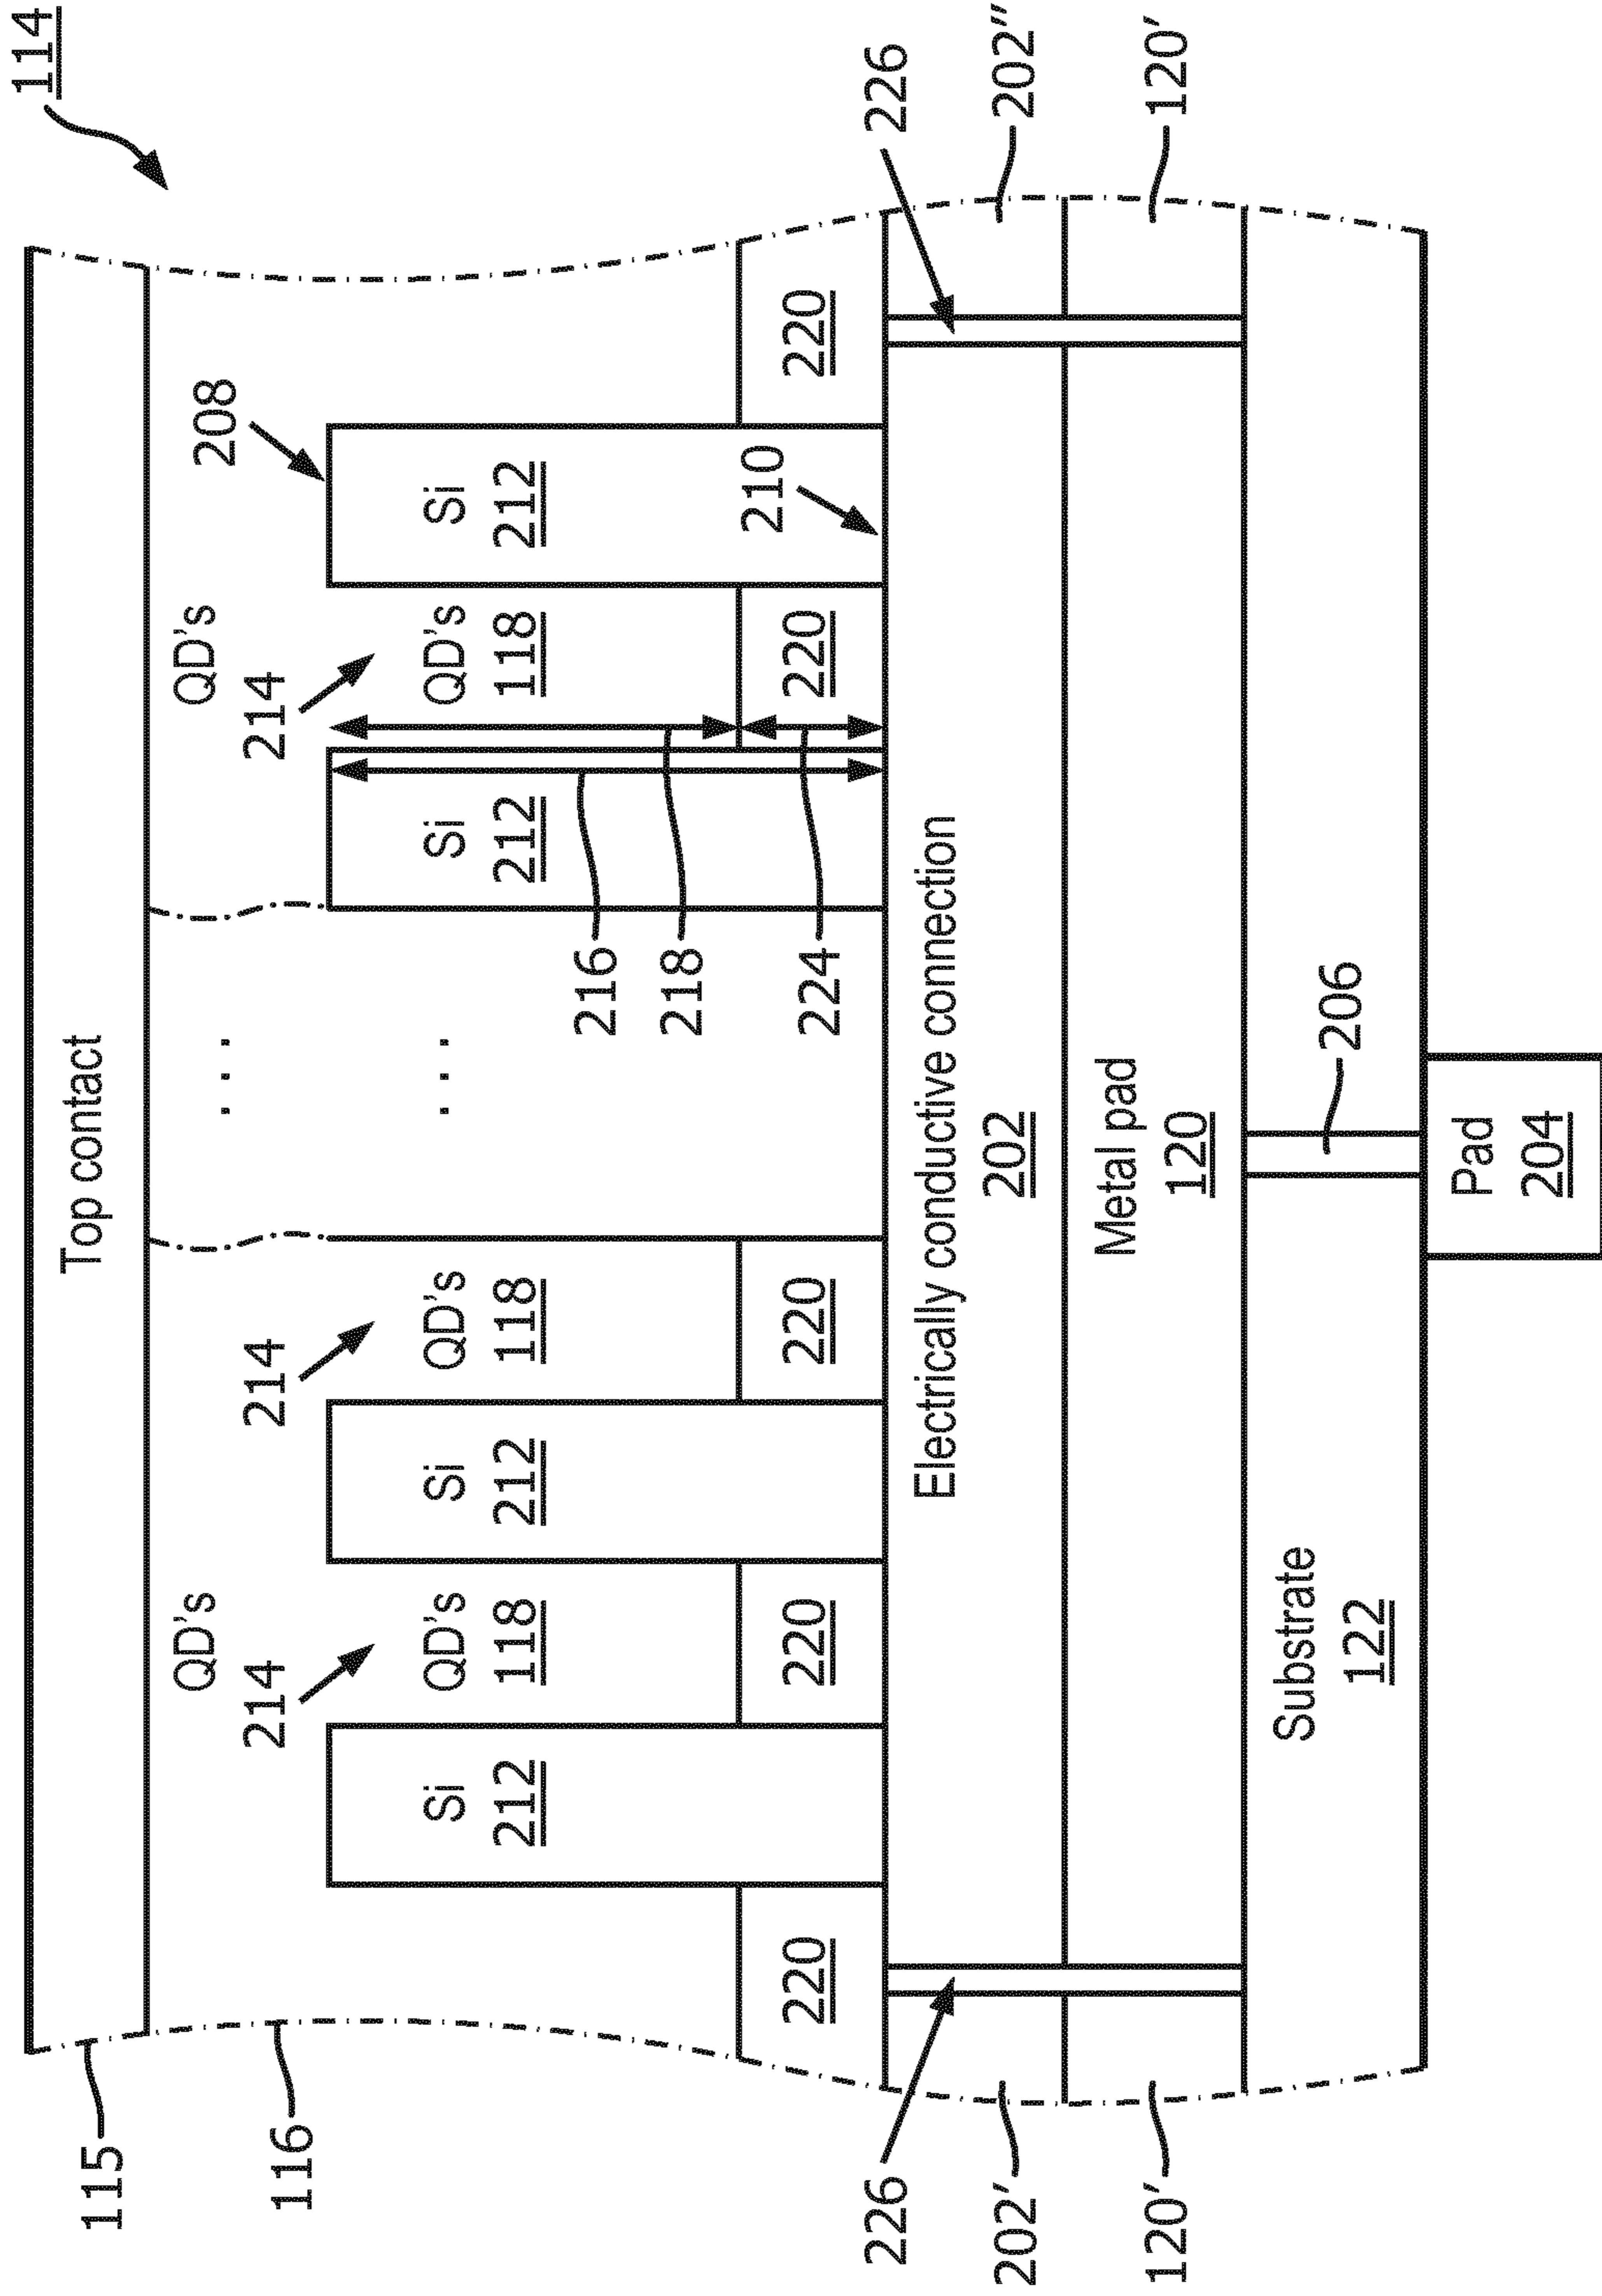 114
115
Top contact
116
QD's
QD's
208
214
214
214
Si
QD's
Si
QD's
...
...
Si
QD's
Si
212
118
212
118
212
118
212
216
218
210
220
220
220
224
220
220
226
Electrically conductive connection
226
202'
202
202"
120'
Metal pad
120
120'
Substrate
122
206
Pad
204